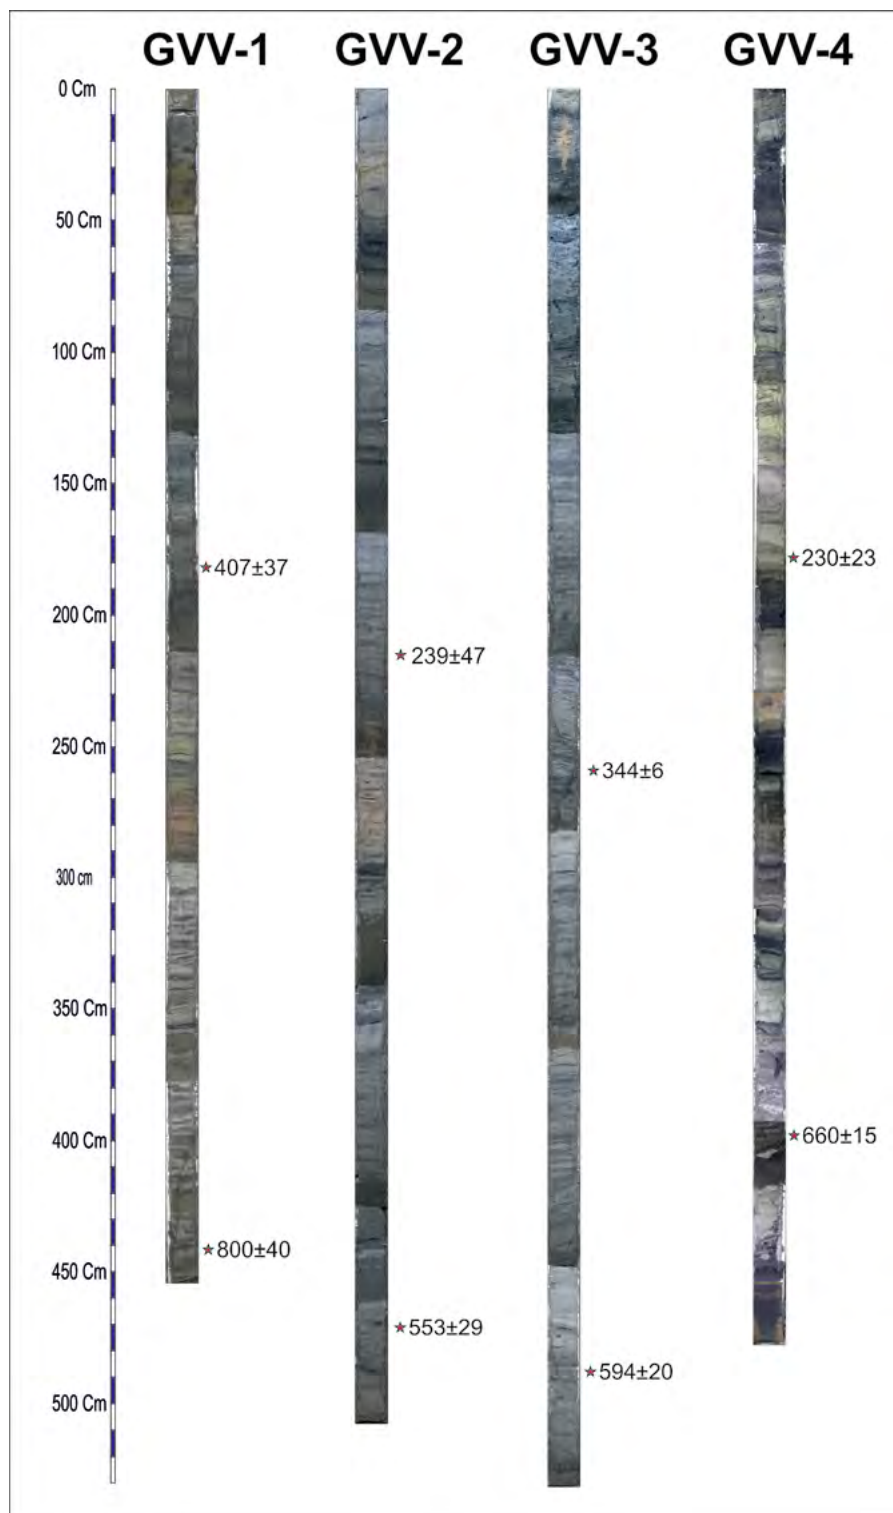 GVV-1 GVV-2 GVV-3 GVV-4
0 Cm
50 Cm
100 Cm
150 Cm
★407±37
★230±23
200 Cm
★239±47
250 Cm
★344±6
300 cm
350 Cm
400 Cm
★660±15
★800±40
450 Cm
★553±29
★594±20
500 Cm